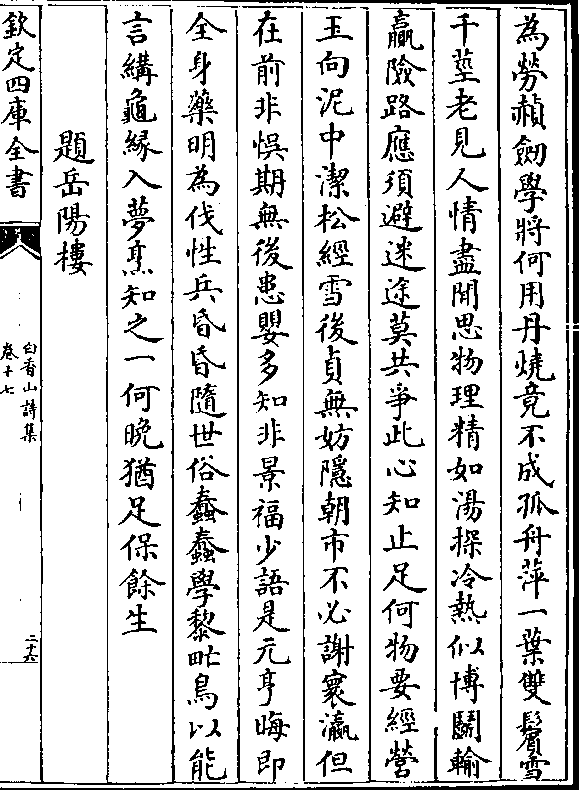 為勞頳劔學將何用丹燒竟不成孤舟萍一葉雙鬢雪
千莖老見人情盡閒思物理精如湯探冷熱似博鬬輸
贏險路應須避迷途莫共爭此心知止足何物要經營
玉向泥中潔松經雪後貞無妨隱朝市不必謝寰瀛但
在前非悞期無後患嬰多知非景福少語是元亨晦即
全身藥明為伐性兵昏昏隨世俗蠢蠢學黎甿鳥以能
言緤龜縁入夢烹知之一何晩猶足保餘生
題岳陽樓
欽定四庫全書
白香山詩集
卷十七
二十六